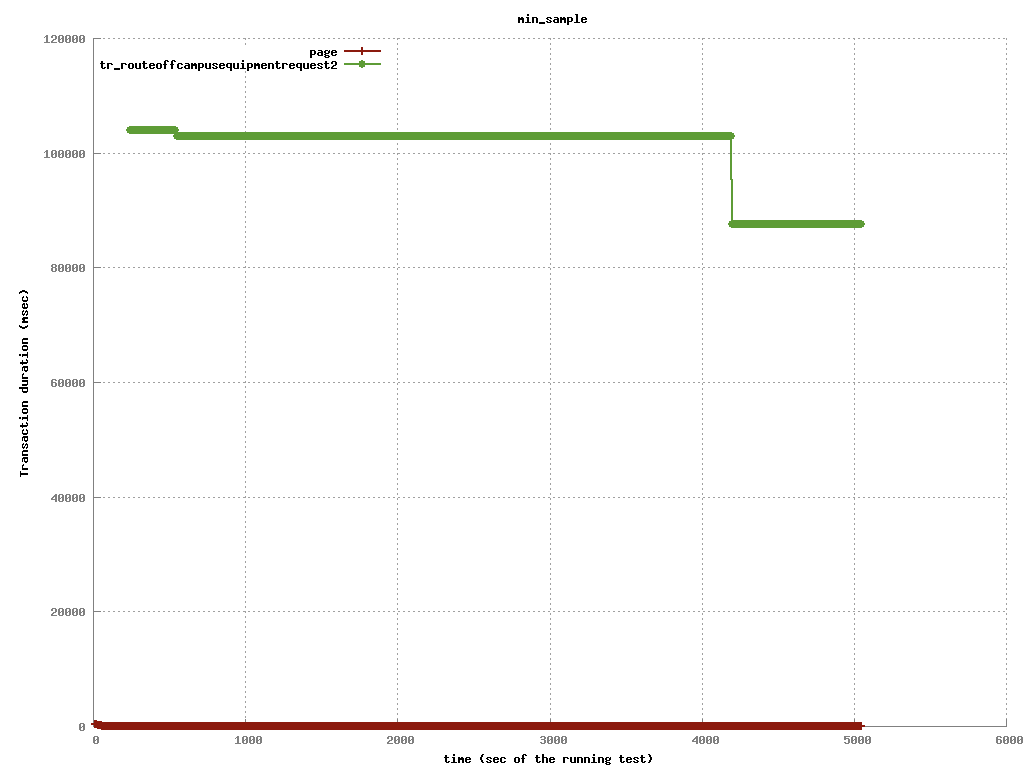 min_sample
page
tr_routeoffcampusequipmentrequest2
120000
100000
80000
60000
40000
20000
0
Transaction duration (msec)
0 1000 2000 3000 4000 5000 6000
time (sec of the running test)